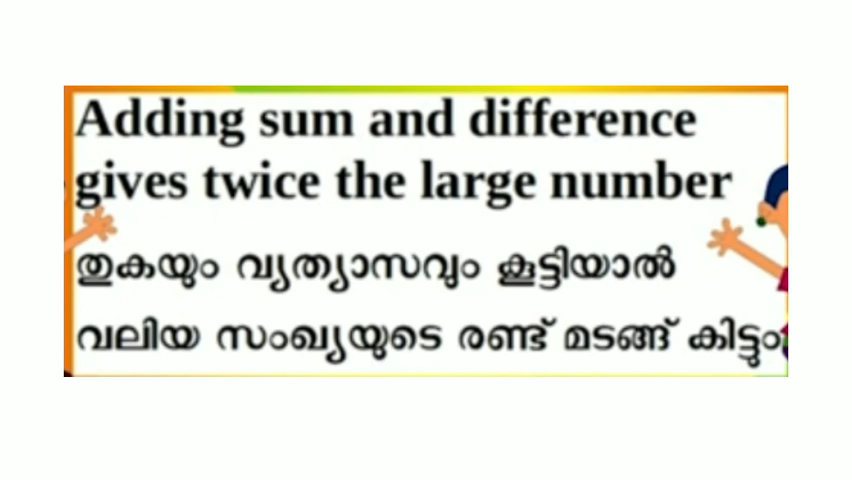 Adding sum and difference
gives twice the large number
തുകയും വ്യത്യാസവും കൂട്ടിയാൽ
വലിയ സംഖ്യയുടെ രണ്ട് മടങ്ങ് കിട്ടും